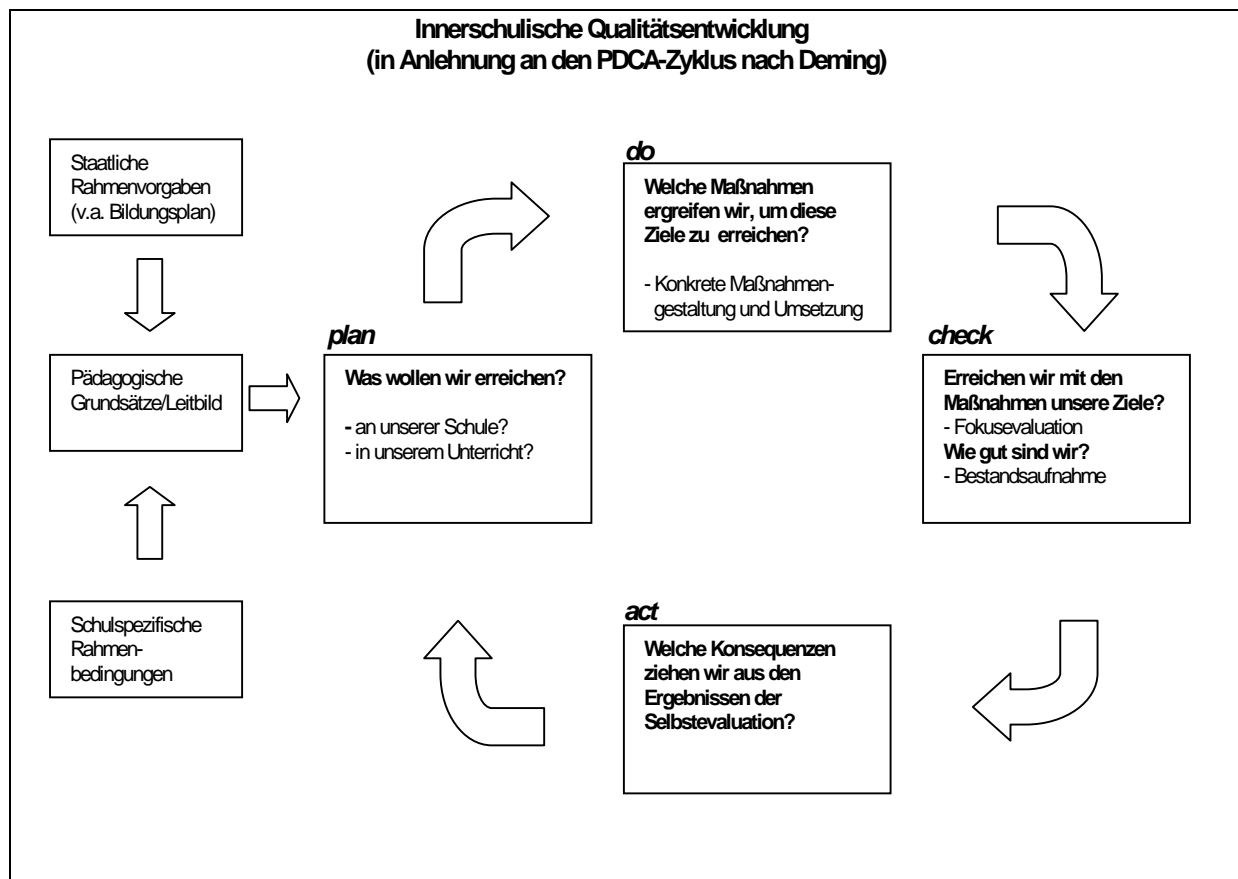 Innerschulische Qualitätsentwicklung
(in Anlehnung an den PDCA-Zyklus nach Deming)
Staatliche
Rahmenvorgaben
(v.a. Bildungsplan)
Pädagogische
Grundsätze/Leitbild
Schulspezifische
Rahmen-
bedingungen
plan
Was wollen wir erreichen?
- an unserer Schule?
- in unserem Unterricht?
do
Welche Maßnahmen
ergreifen wir, um diese
Ziele zu erreichen?
- Konkrete Maßnahmen-
gestaltung und Umsetzung
check
Erreichen wir mit den
Maßnahmen unsere Ziele?
- Fokusevaluation
Wie gut sind wir?
- Bestandsaufnahme
act
Welche Konsequenzen
ziehen wir aus den
Ergebnissen der
Selbstevaluation?